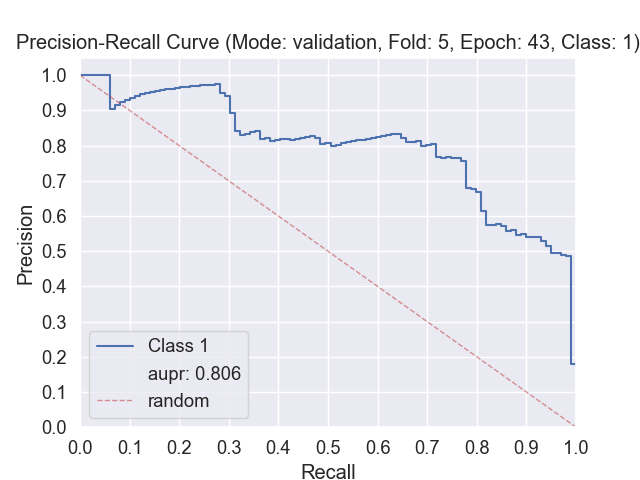 Precision-Recall Curve (Mode: validation, Fold: 5, Epoch: 43, Class: 1)
1.0
0.9
0.8
0.7
0.6
0.5
0.4
0.3
0.2
0.1
0.0
Precision
Class 1
aupr: 0.806
random
0.0 0.1 0.2 0.3 0.4 0.5 0.6 0.7 0.8 0.9 1.0
Recall